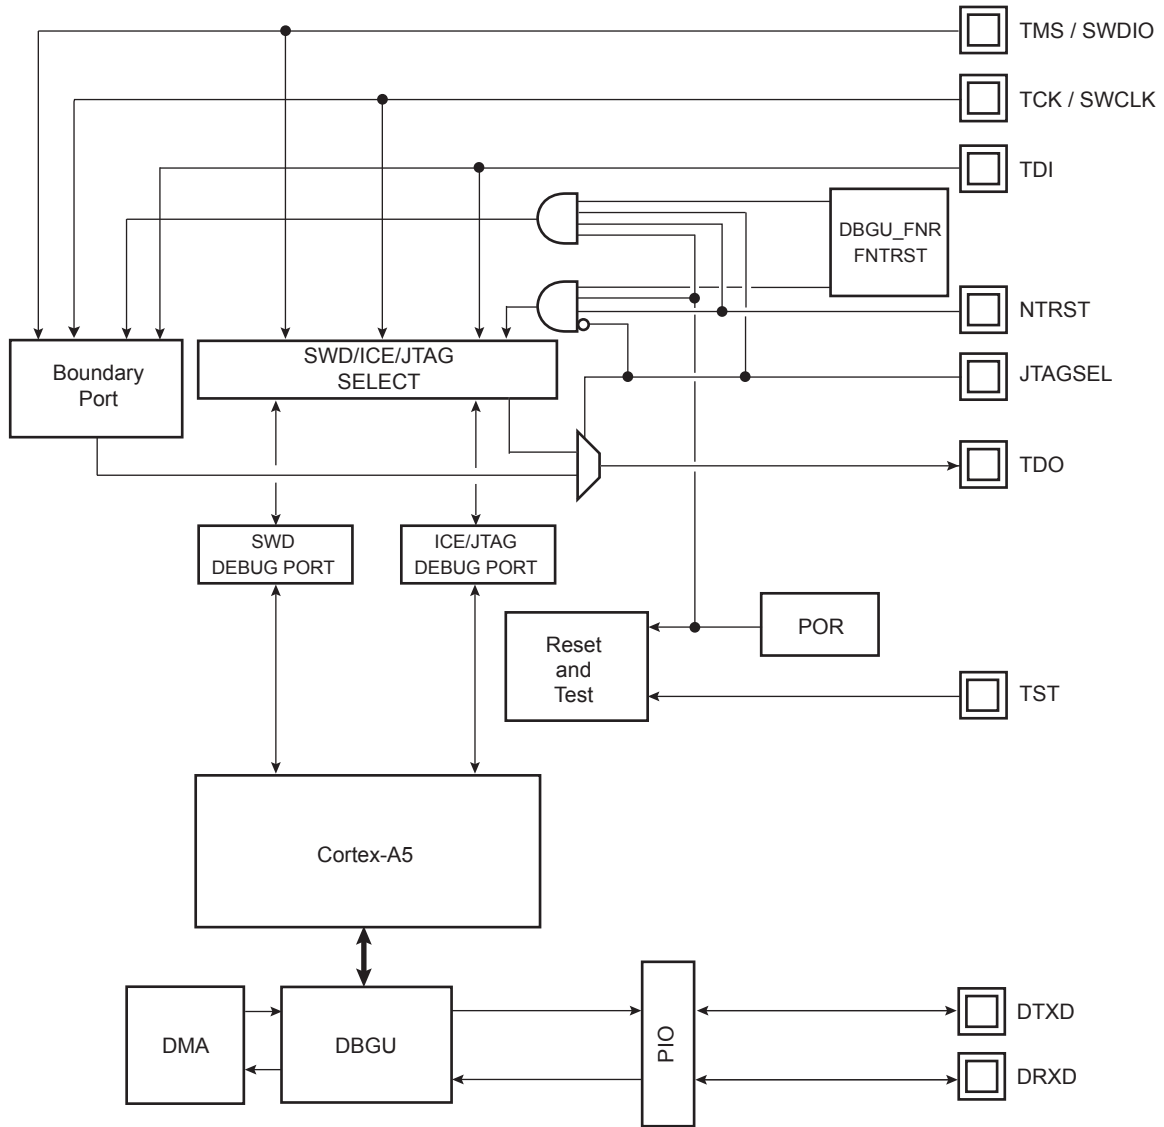 TMS / SWDIO
TCK / SWCLK
TDI
DBGU_FNR
FNTRST
NTRST
SWD/ICE/JTAG
SELECT
Boundary
Port
JTAGSEL
TDO
SWD
DEBUG PORT
ICE/JTAG
DEBUG PORT
POR
Reset
and
Test
TST
Cortex-A5
DMA
DBGU
PIO
DTXD
DRXD